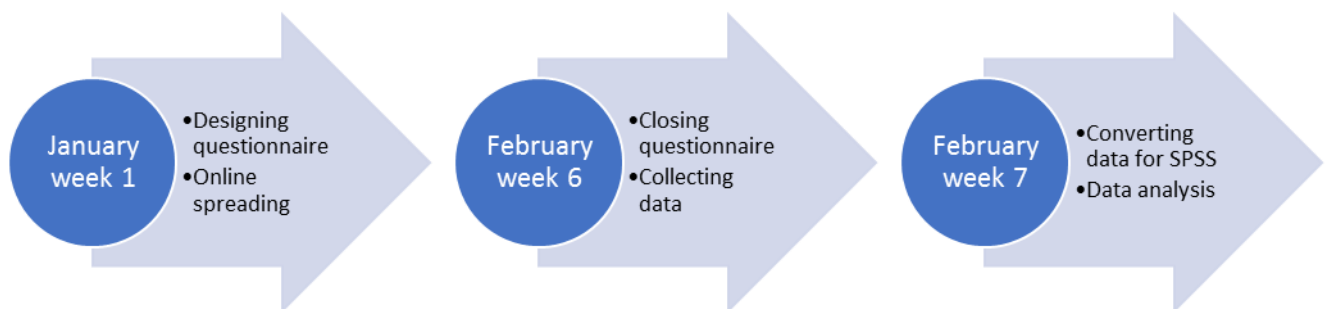 January
week 1
•Designing
questionnaire
•Online
spreading
February
week 6
•Closing
questionnaire
•Collecting
data
February
week 7
•Converting
data for SPSS
•Data analysis